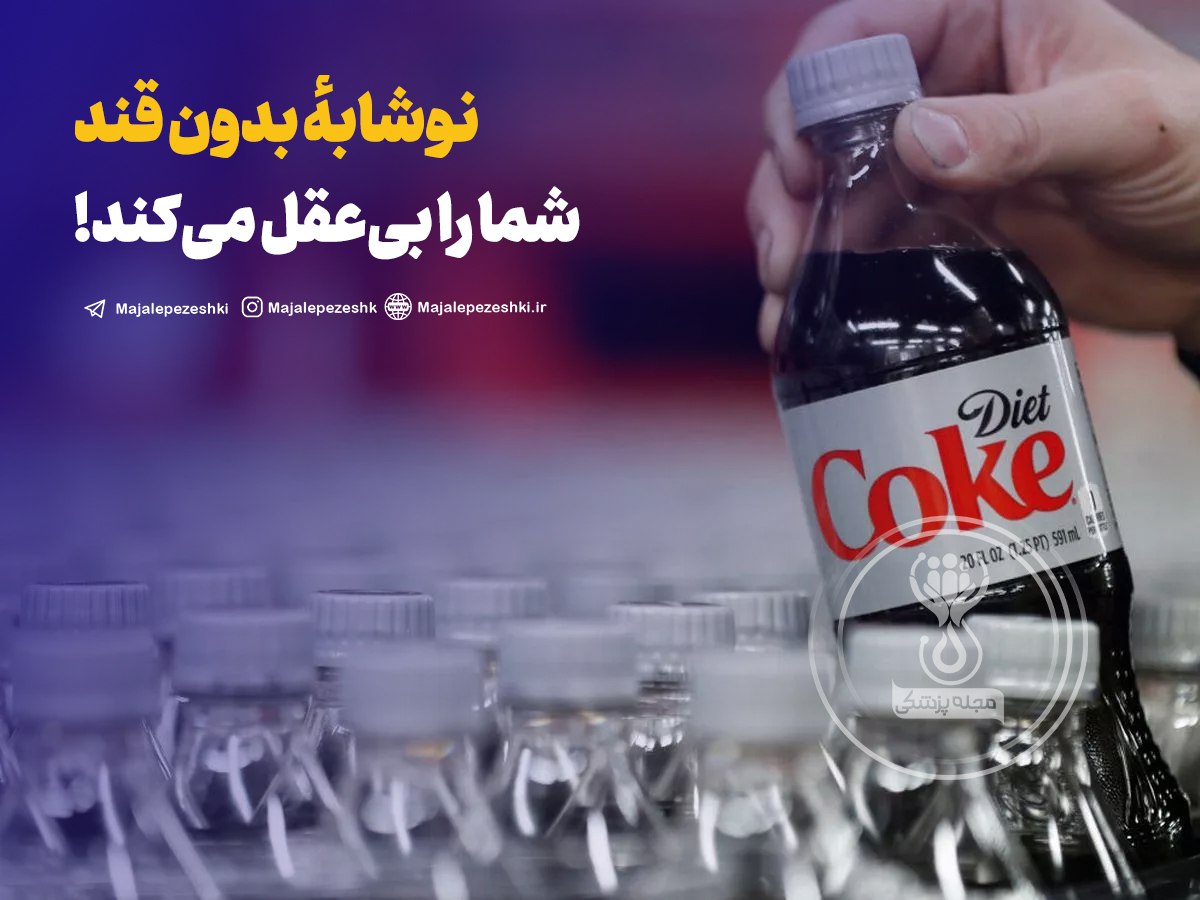 نوشابهٔ بدون قند
شما را بی‌عقل می‌کند!
Majalepezeshki Majalepezeshk Majalepezeshki.ir
Diet
Coke
20 FL OZ (1.25 PT) 591 mL
مجله پزشکی